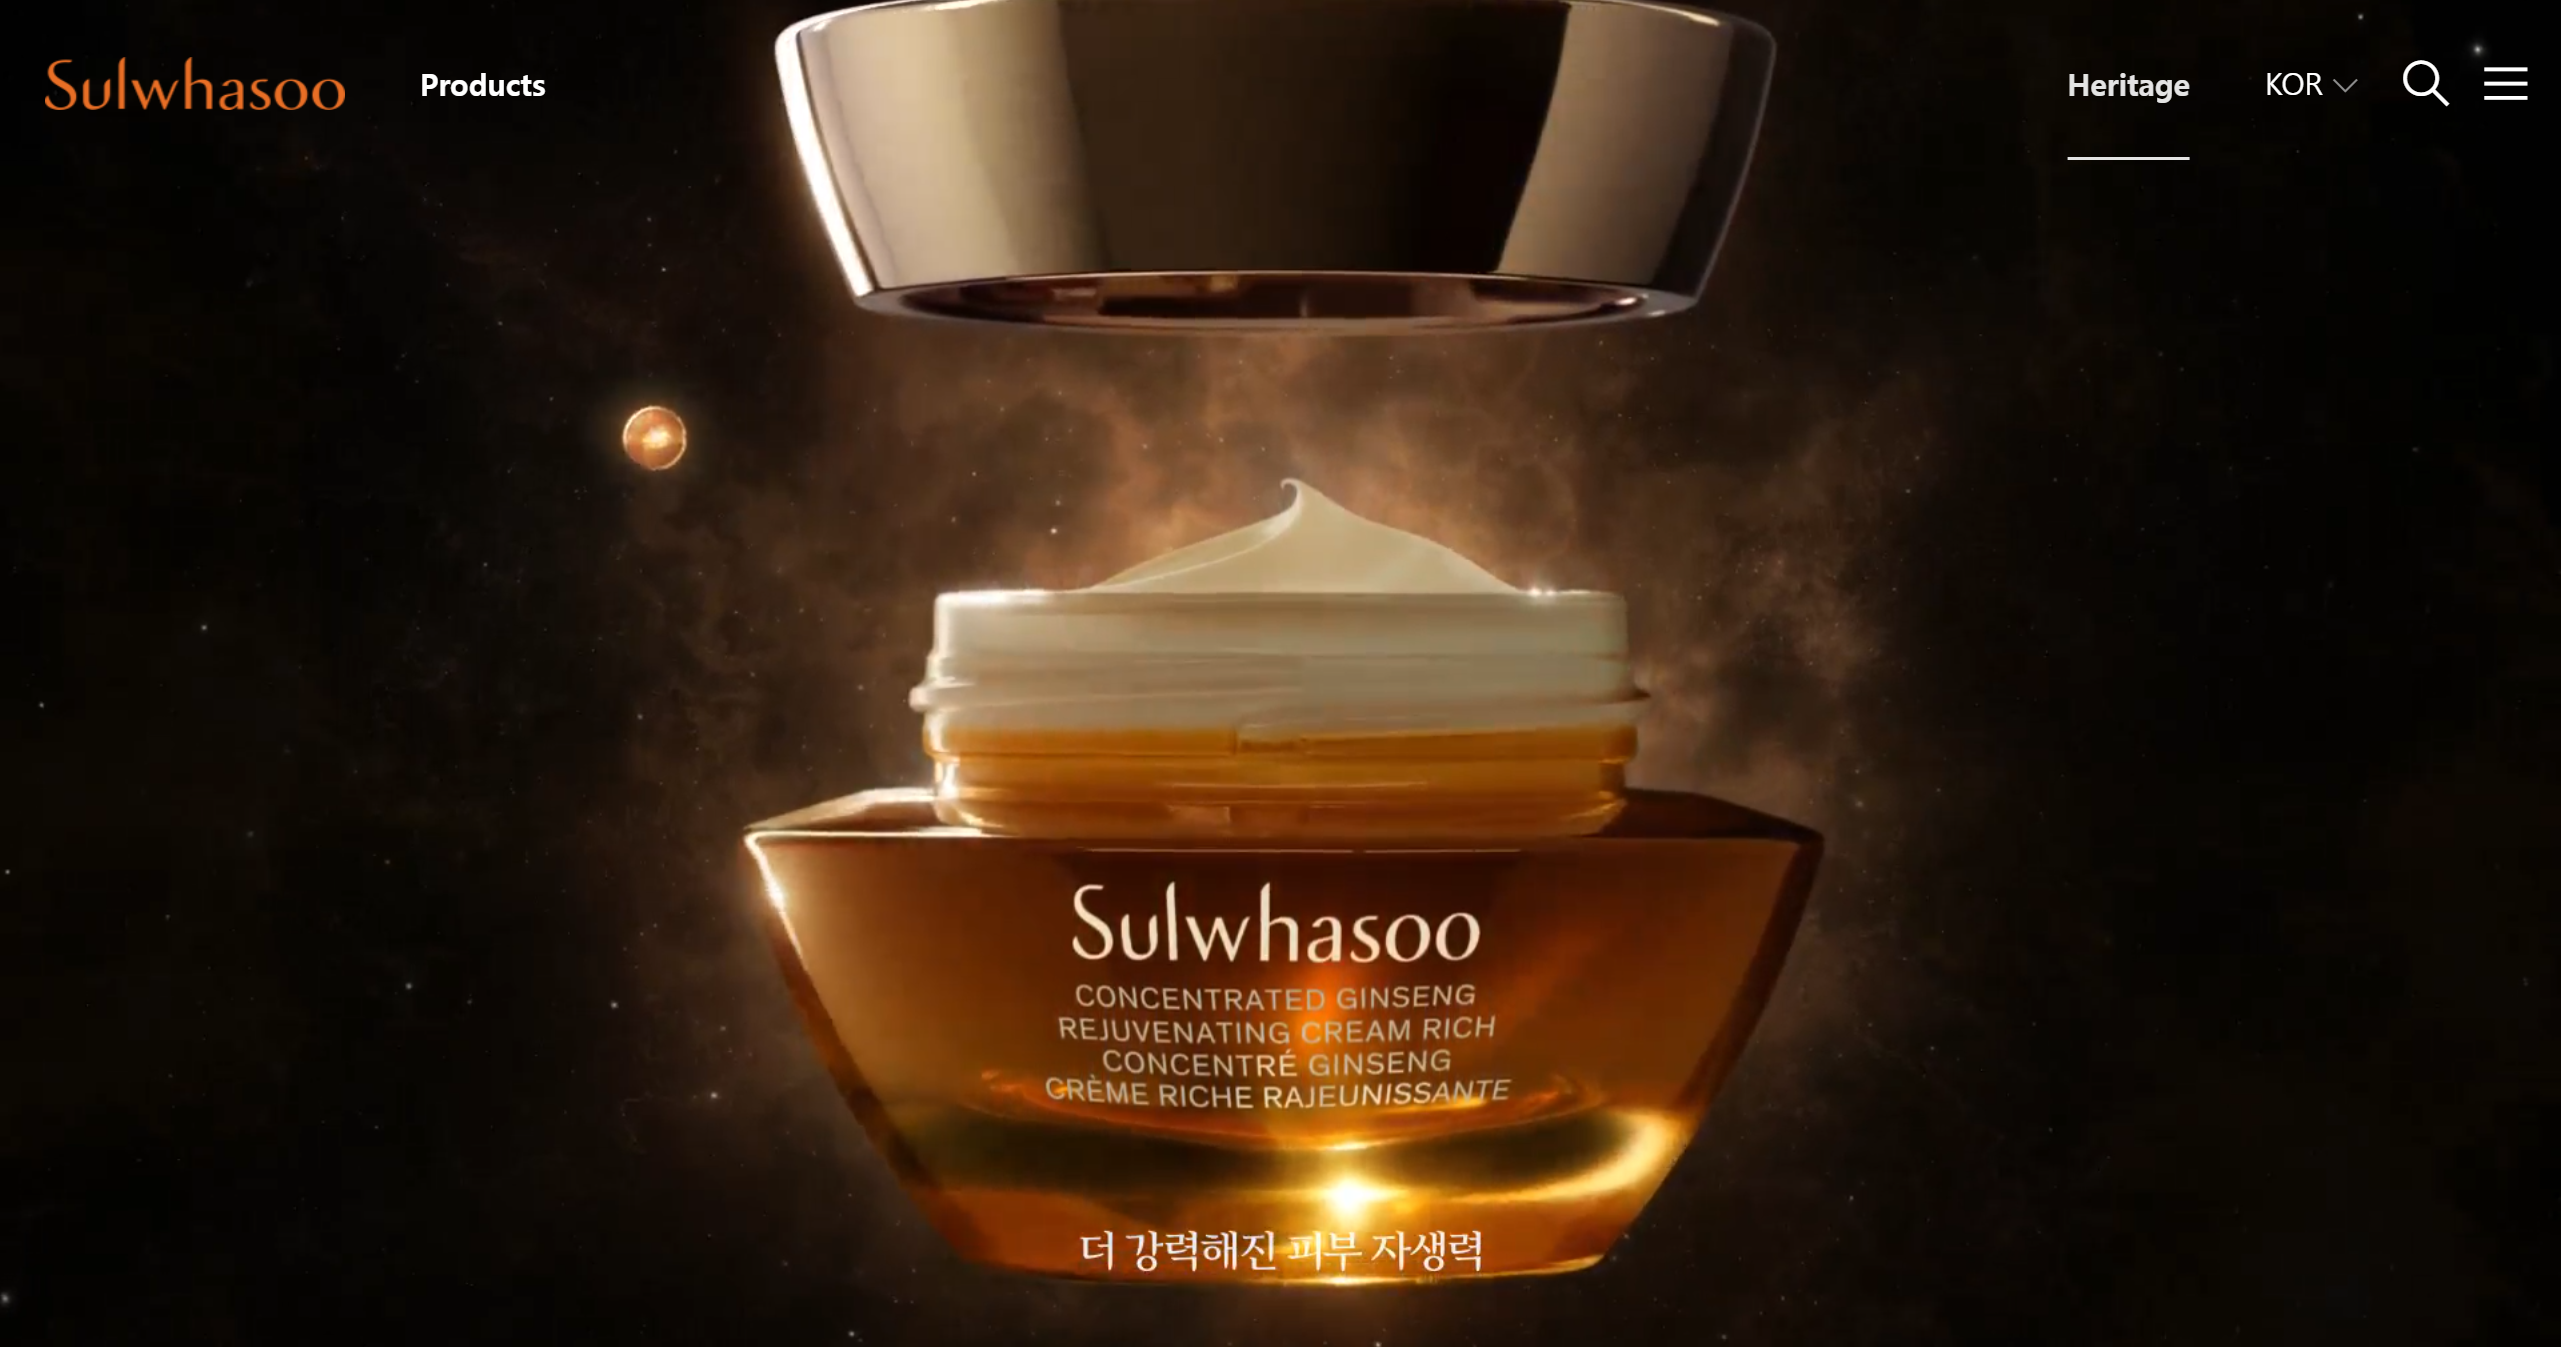 Sulwhasoo
Products
Heritage
KOR
Sulwhasoo
CONCENTRATED GINSENG
REJUVENATING CREAM RICH
CONCENTRÉ GINSENG
CRÈME RICHE RAJEUNISSANTE
더 강력해진 피부 자생력